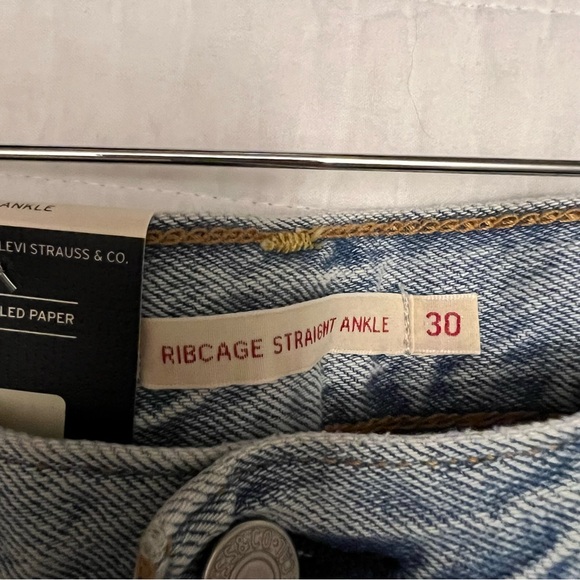 ANKLE
LEVI STRAUSS & CO.
LED PAPER
RIBCAGE STRAIGHT ANKLE 30